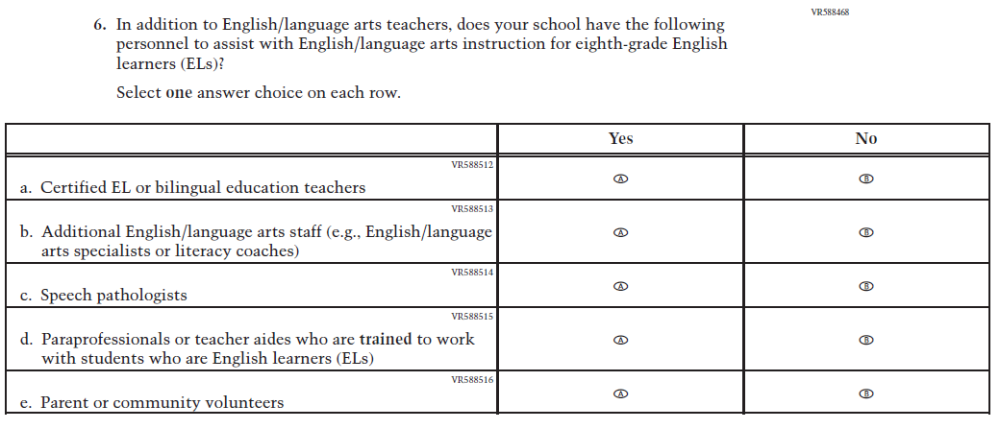 VR588468
6. In addition to English/language arts teachers, does your school have the following
personnel to assist with English/language arts instruction for eighth-grade English
learners (ELs)?
Select one answer choice on each row.
Yes No
VR588512
a. Certified EL or bilingual education teachers A B
VR588513
b. Additional English/language arts staff (e.g., English/language A B
arts specialists or literacy coaches)
VR588514
c. Speech pathologists A B
VR588515
d. Paraprofessionals or teacher aides who are trained to work A B
with students who are English learners (ELs)
VR588516
e. Parent or community volunteers A B